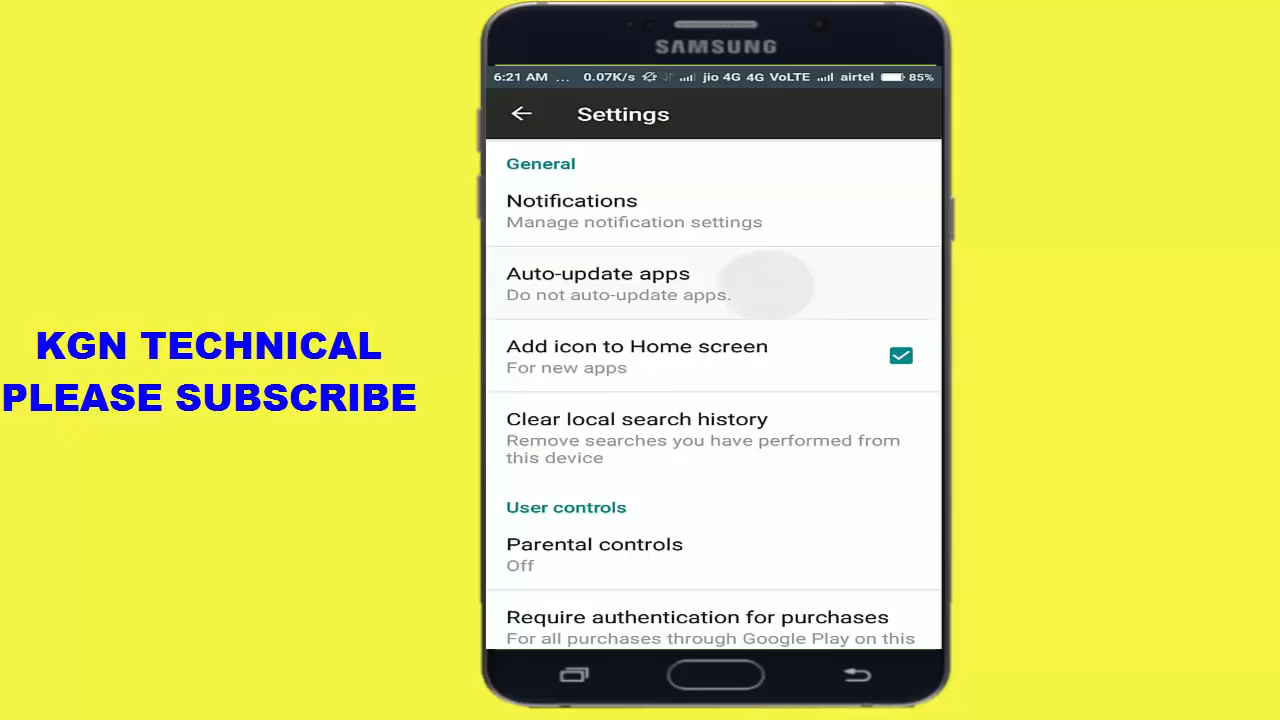 SAMSUNG
6:21 AM ... 0.07K/s jio 4G 4G VoLTE airtel 85%
Settings
General
Notifications
Manage notification settings
Auto-update apps
Do not auto-update apps.
Add icon to Home screen
For new apps
Clear local search history
Remove searches you have performed from
this device
User controls
Parental controls
Off
Require authentication for purchases
For all purchases through Google Play on this
KGN TECHNICAL
PLEASE SUBSCRIBE